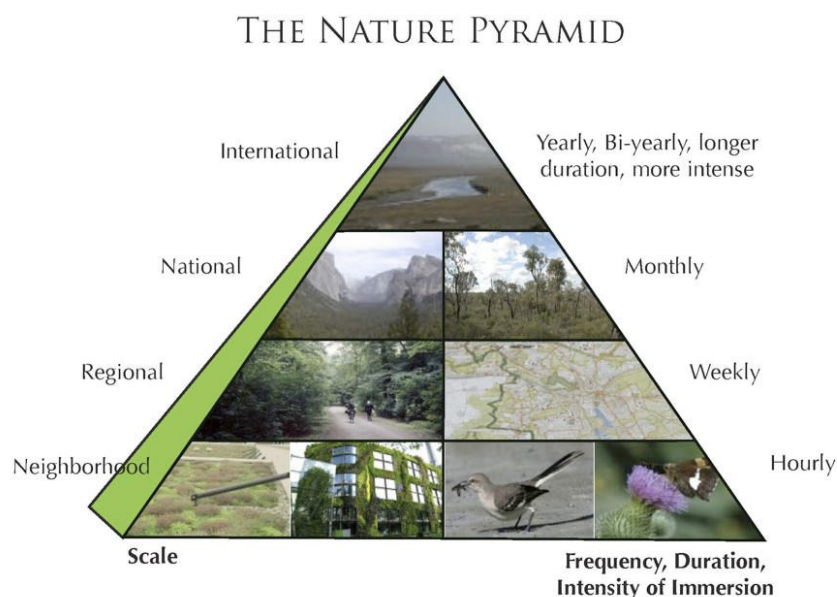 THE NATURE PYRAMID
International
Yearly, Bi-yearly, longer
duration, more intense
National
Monthly
Regional
Weekly
Neighborhood
Hourly
Scale
Frequency, Duration,
Intensity of Immersion